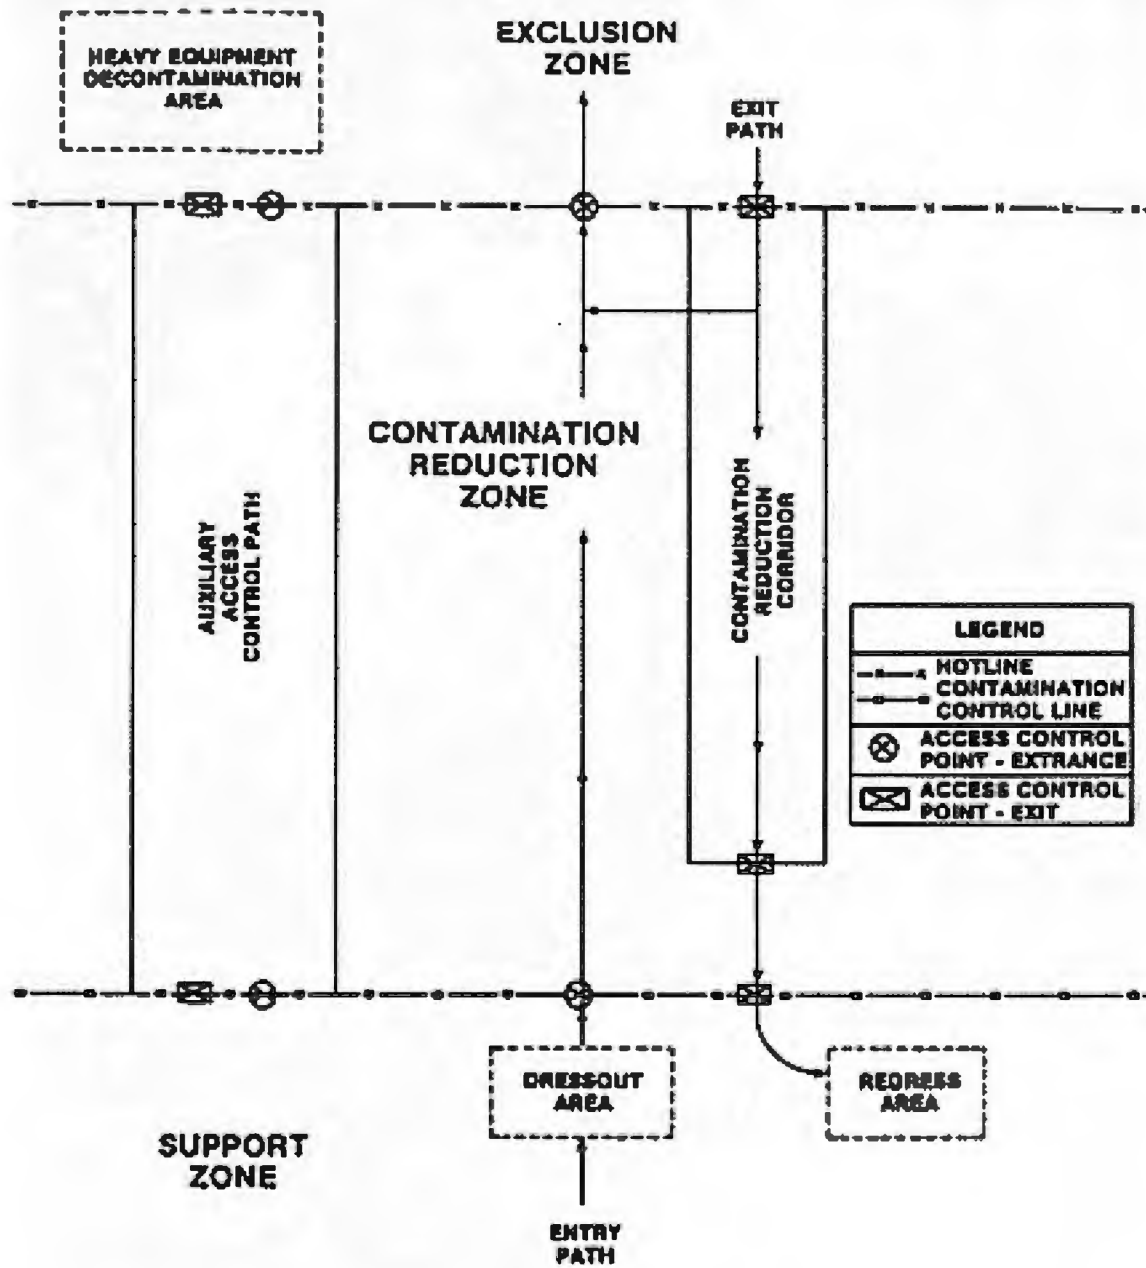 HEAVY EQUIPMENT
DECONTAMINATION
AREA
EXCLUSION
ZONE
EXIT
PATH
CONTAMINATION
REDUCTION
ZONE
AUXILIARY
ACCESS
CONTROL PATH
CONTAMINATION
REDUCTION
CORRIDOR
LEGEND
HOTLINE
CONTAMINATION
CONTROL LINE
ACCESS CONTROL
POINT - EXTRANCE
ACCESS CONTROL
POINT - EXIT
DRESSOUT
AREA
REDRESS
AREA
SUPPORT
ZONE
ENTRY
PATH